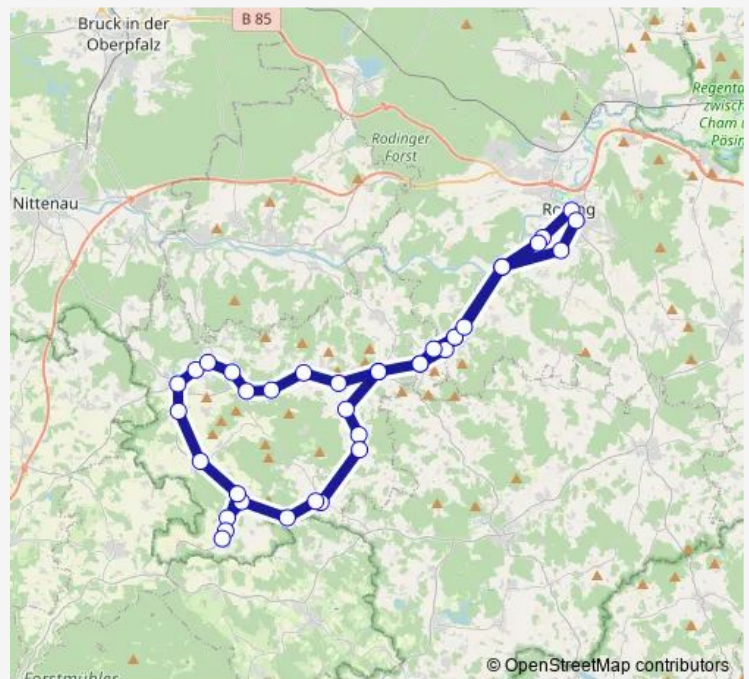 Bruck in der
Oberpfalz
B 85
Regenta
zwisch
Cham u
Pösin
Rodinger
Forst
Nittenau
© OpenStreetMap contributors